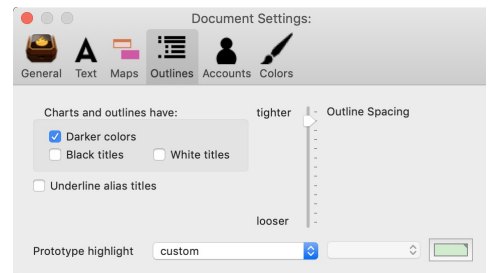 Document Settings:
General Text Maps Outlines Accounts Colors
Charts and outlines have:
tighter
Outline Spacing
Darker colors
Black titles
White titles
Underline alias titles
looser
Prototype highlight
custom